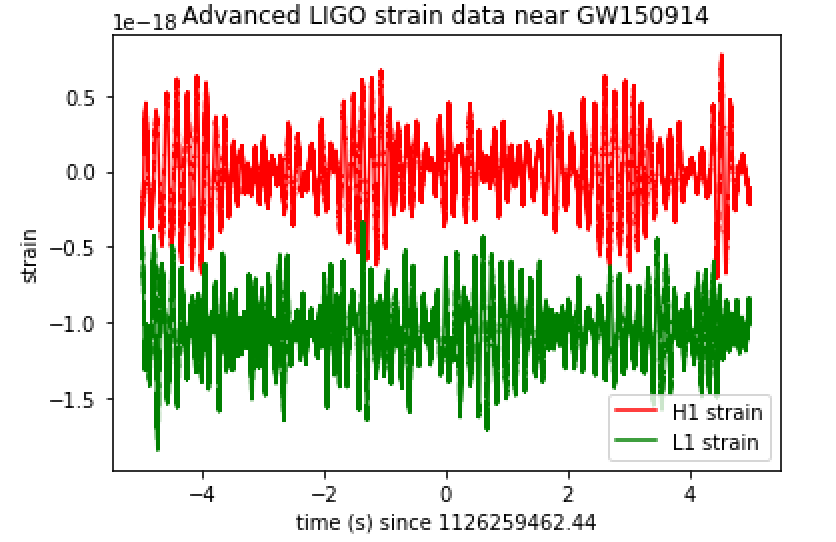 1e−18 Advanced LIGO strain data near GW150914
0.5
0.0
−0.5
−1.0
−1.5
strain
H1 strain
L1 strain
−4 −2 0 2 4
time (s) since 1126259462.44